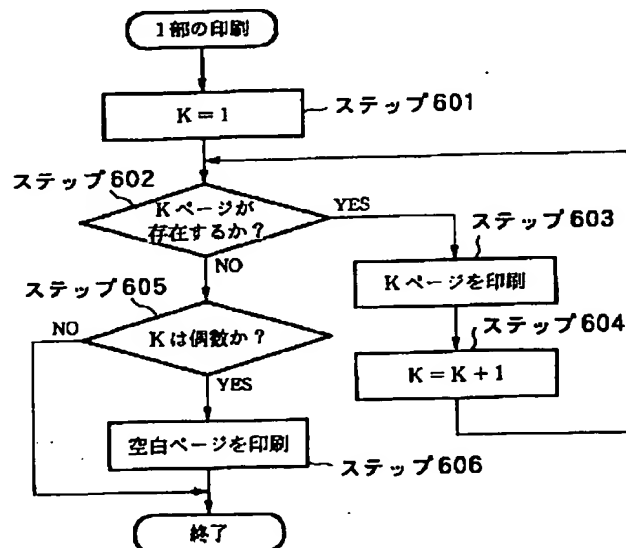 1部の印刷
K=1
ステップ601
ステップ602
Kページが
存在するか?
YES
NO
ステップ603
Kページを印刷
ステップ604
K=K+1
ステップ605
NO
Kは偶数か?
YES
空白ページを印刷
ステップ606
終了